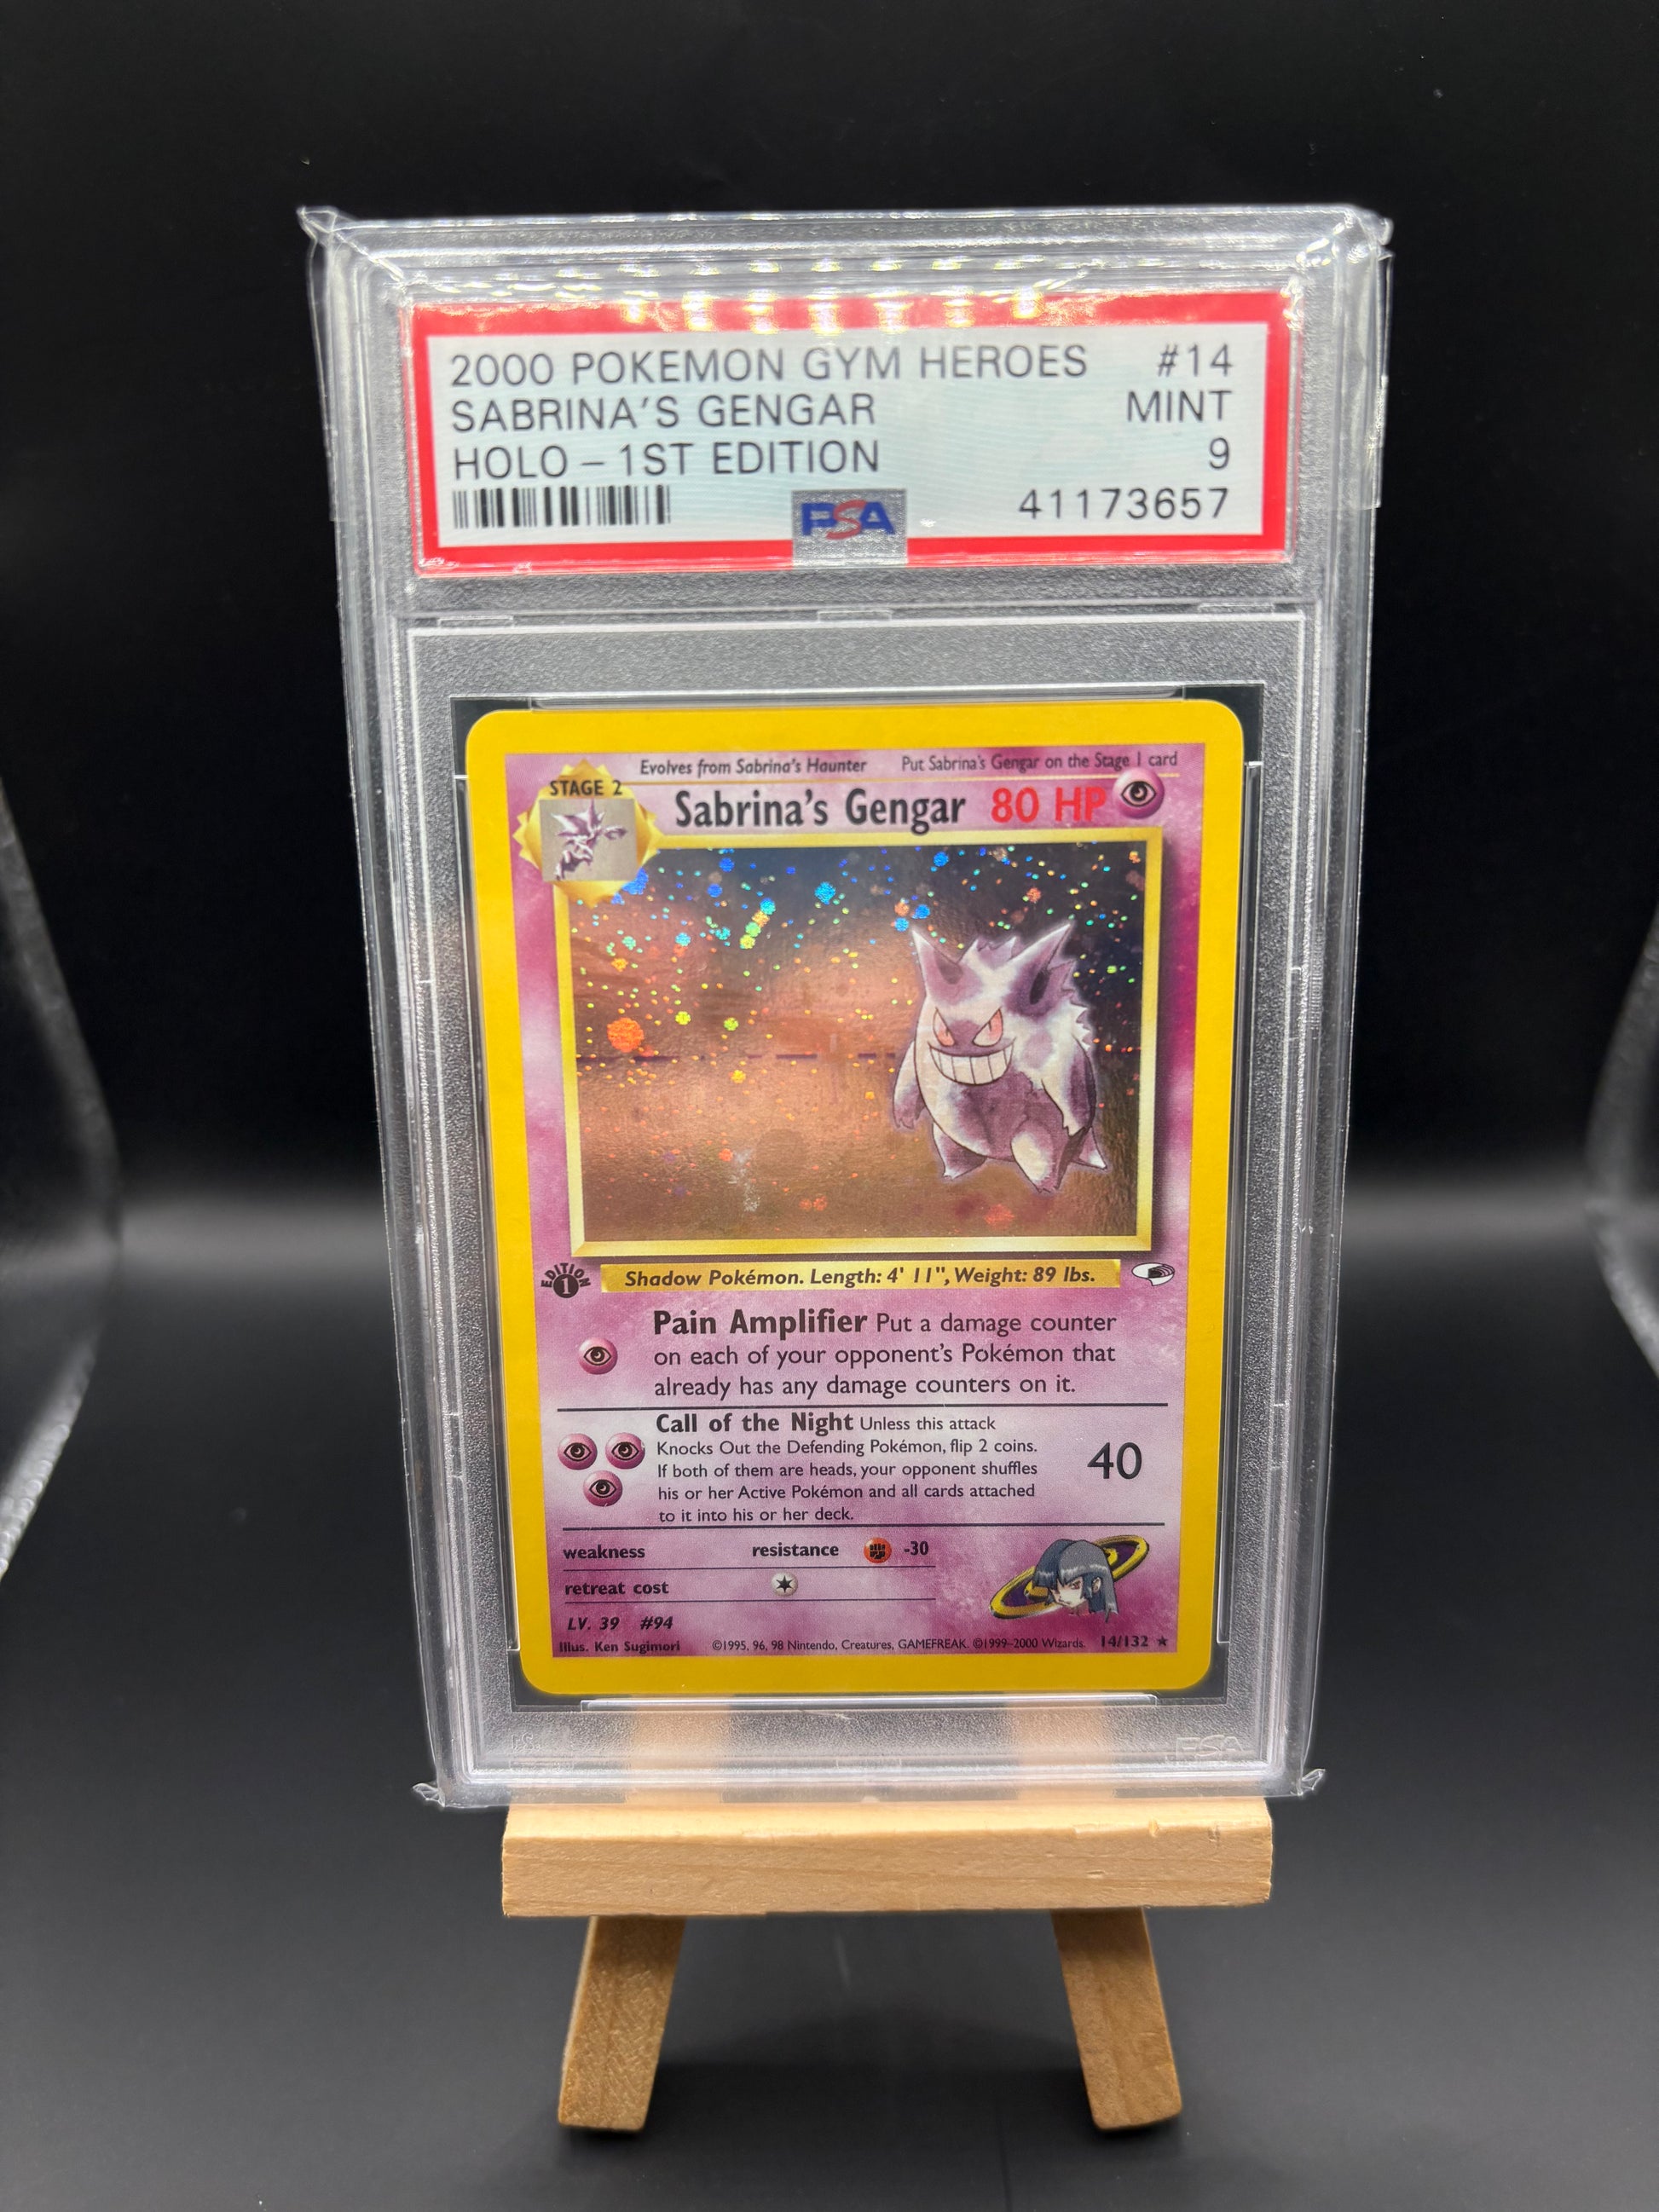 2000 POKEMON GYM HEROES #14
SABRINA'S GENGAR MINT
HOLO – 1ST EDITION 9
PSA 41173657
Evolves from Sabrina's Haunter Put Sabrina's Gengar on the Stage 1 card
STAGE 2
Sabrina's Gengar 80 HP
EDITION 1
Shadow Pokémon. Length: 4' 11", Weight: 89 lbs.
Pain Amplifier Put a damage counter
on each of your opponent's Pokémon that
already has any damage counters on it.
Call of the Night Unless this attack
Knocks Out the Defending Pokémon, flip 2 coins.
If both of them are heads, your opponent shuffles
his or her Active Pokémon and all cards attached
to it into his or her deck.
40
weakness resistance -30
retreat cost
LV. 39 #94
Illus. Ken Sugimori ©1995, 96, 98 Nintendo, Creatures, GAMEFREAK. ©1999–2000 Wizards. 14/132 ★
PSA